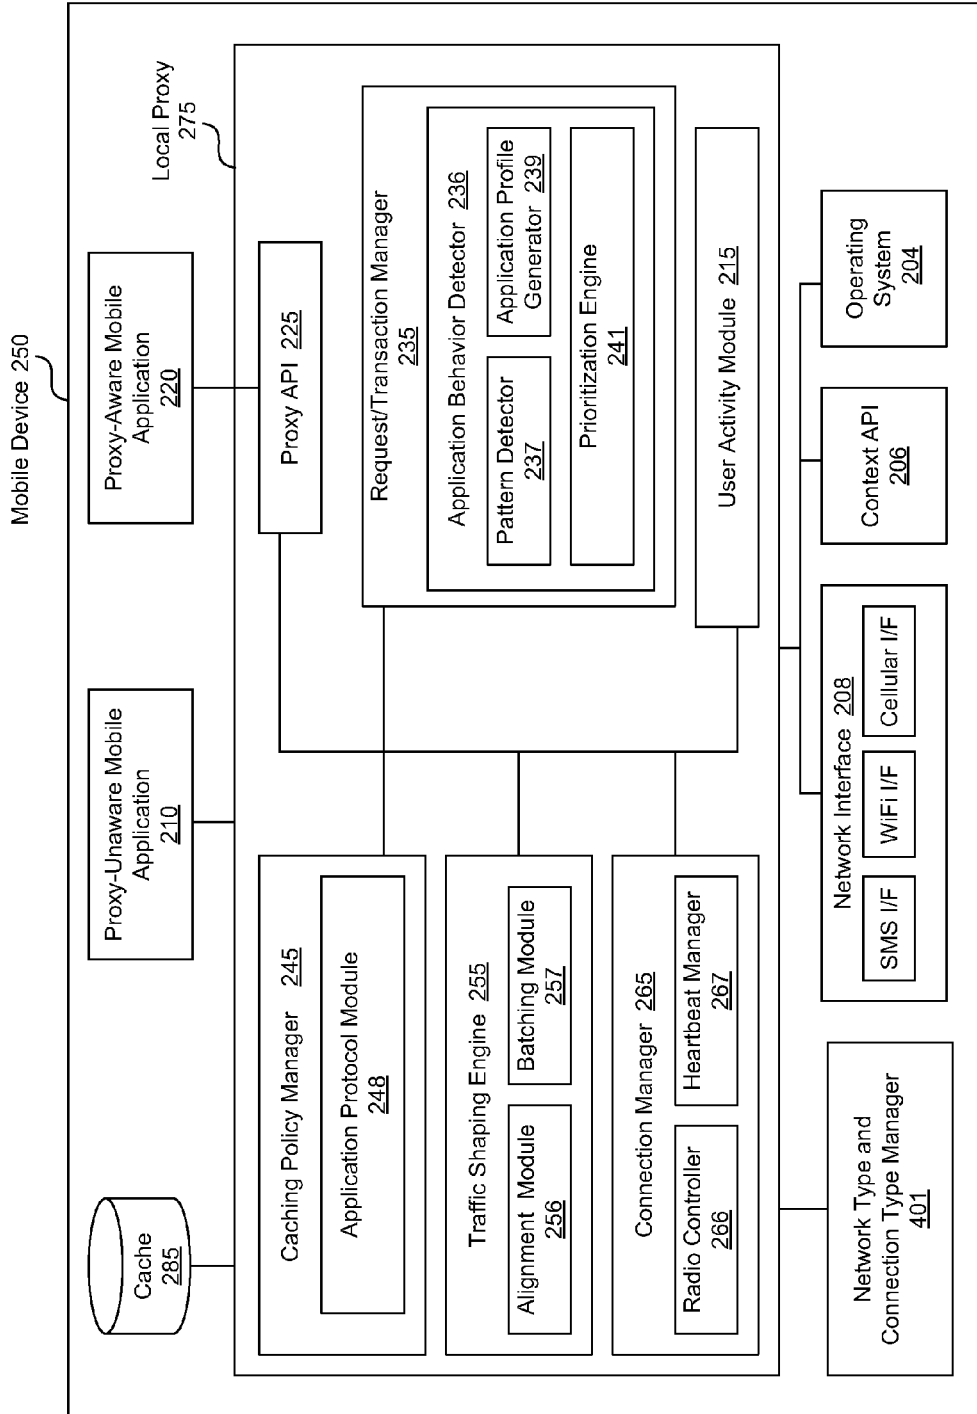 Mobile Device 250
Cache
285
Proxy-Unaware Mobile
Application
210
Proxy-Aware Mobile
Application
220
Local Proxy
275
Caching Policy Manager 245
Application Protocol Module
248
Proxy API 225
Request/Transaction Manager
235
Application Behavior Detector 236
Pattern Detector
237
Application Profile
Generator 239
Prioritization Engine
241
Traffic Shaping Engine 255
Alignment Module
256
Batching Module
257
Connection Manager 265
Radio Controller
266
Heartbeat Manager
267
User Activity Module 215
Network Type and
Connection Type Manager
401
Network Interface 208
SMS I/F
WiFi I/F
Cellular I/F
Context API
206
Operating
System
204